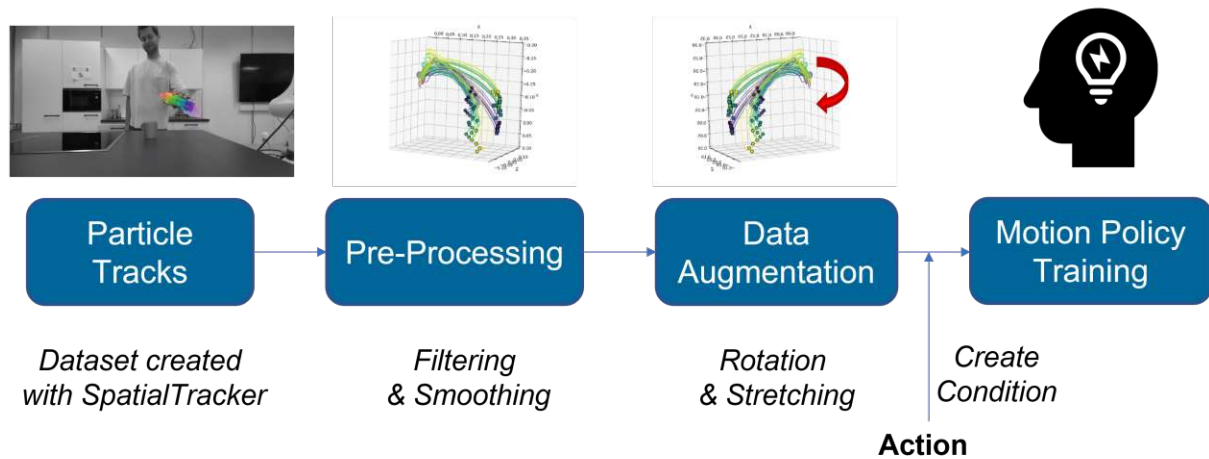 Particle
Tracks
Pre-Processing
Data
Augmentation
Motion Policy
Training
Dataset created
with SpatialTracker
Filtering
& Smoothing
Rotation
& Stretching
Create
Condition
Action